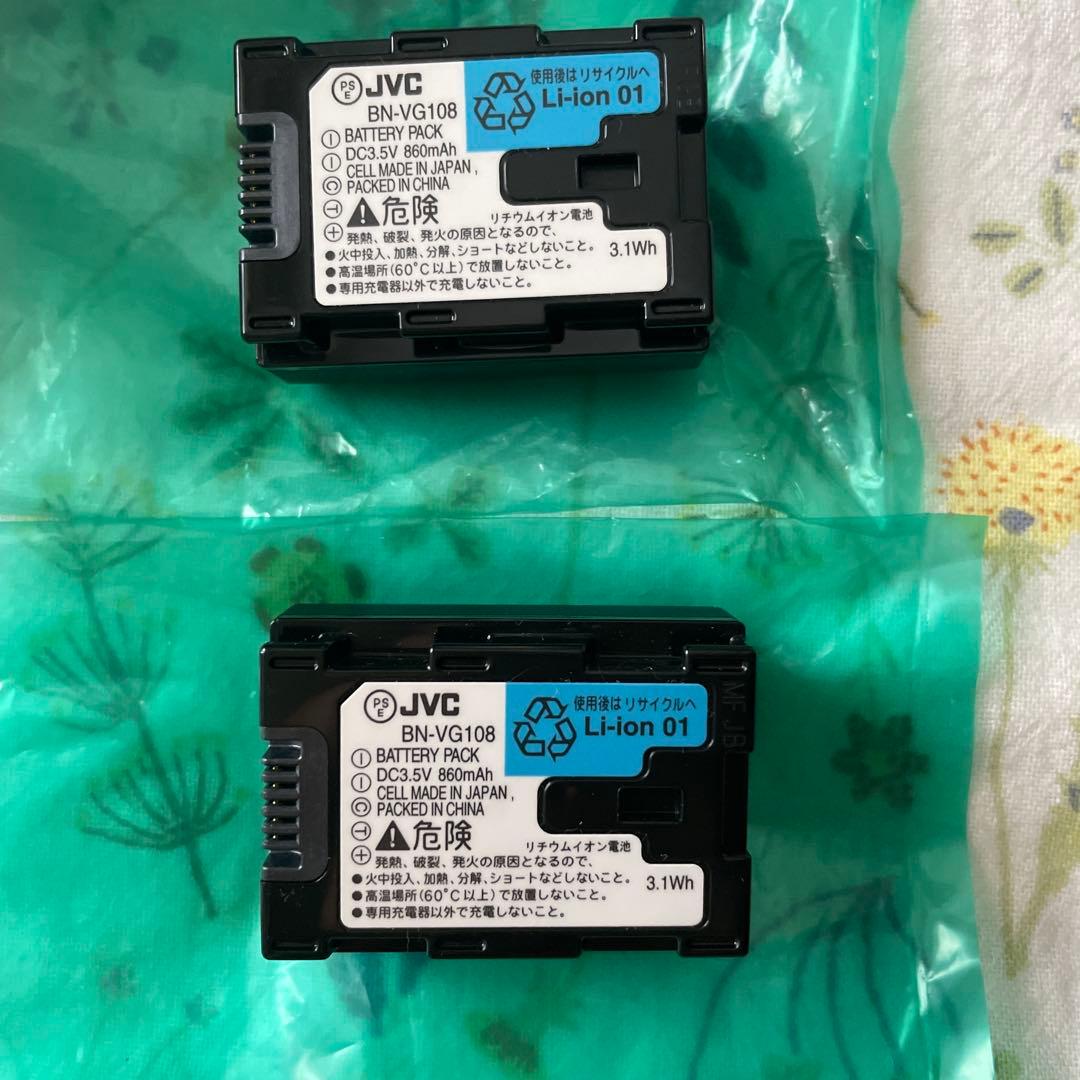 PS E JVC
使用後は リサイクルへ
Li-ion 01
BN-VG108
BATTERY PACK
DC3.5V 860mAh
CELL MADE IN JAPAN ,
PACKED IN CHINA
危険
リチウムイオン電池
発熱、破裂、発火の原因となるので、
●火中投入、加熱、分解、ショートなどしないこと。
3.1Wh
●高温場所(60°C以上)で放置しないこと。
●専用充電器以外で充電しないこと。
− − C T +
PS E JVC
使用後は リサイクルへ
Li-ion 01
BN-VG108
BATTERY PACK
DC3.5V 860mAh
CELL MADE IN JAPAN ,
PACKED IN CHINA
危険
リチウムイオン電池
発熱、破裂、発火の原因となるので、
●火中投入、加熱、分解、ショートなどしないこと。
3.1Wh
●高温場所(60°C以上)で放置しないこと。
●専用充電器以外で充電しないこと。
− − C T +